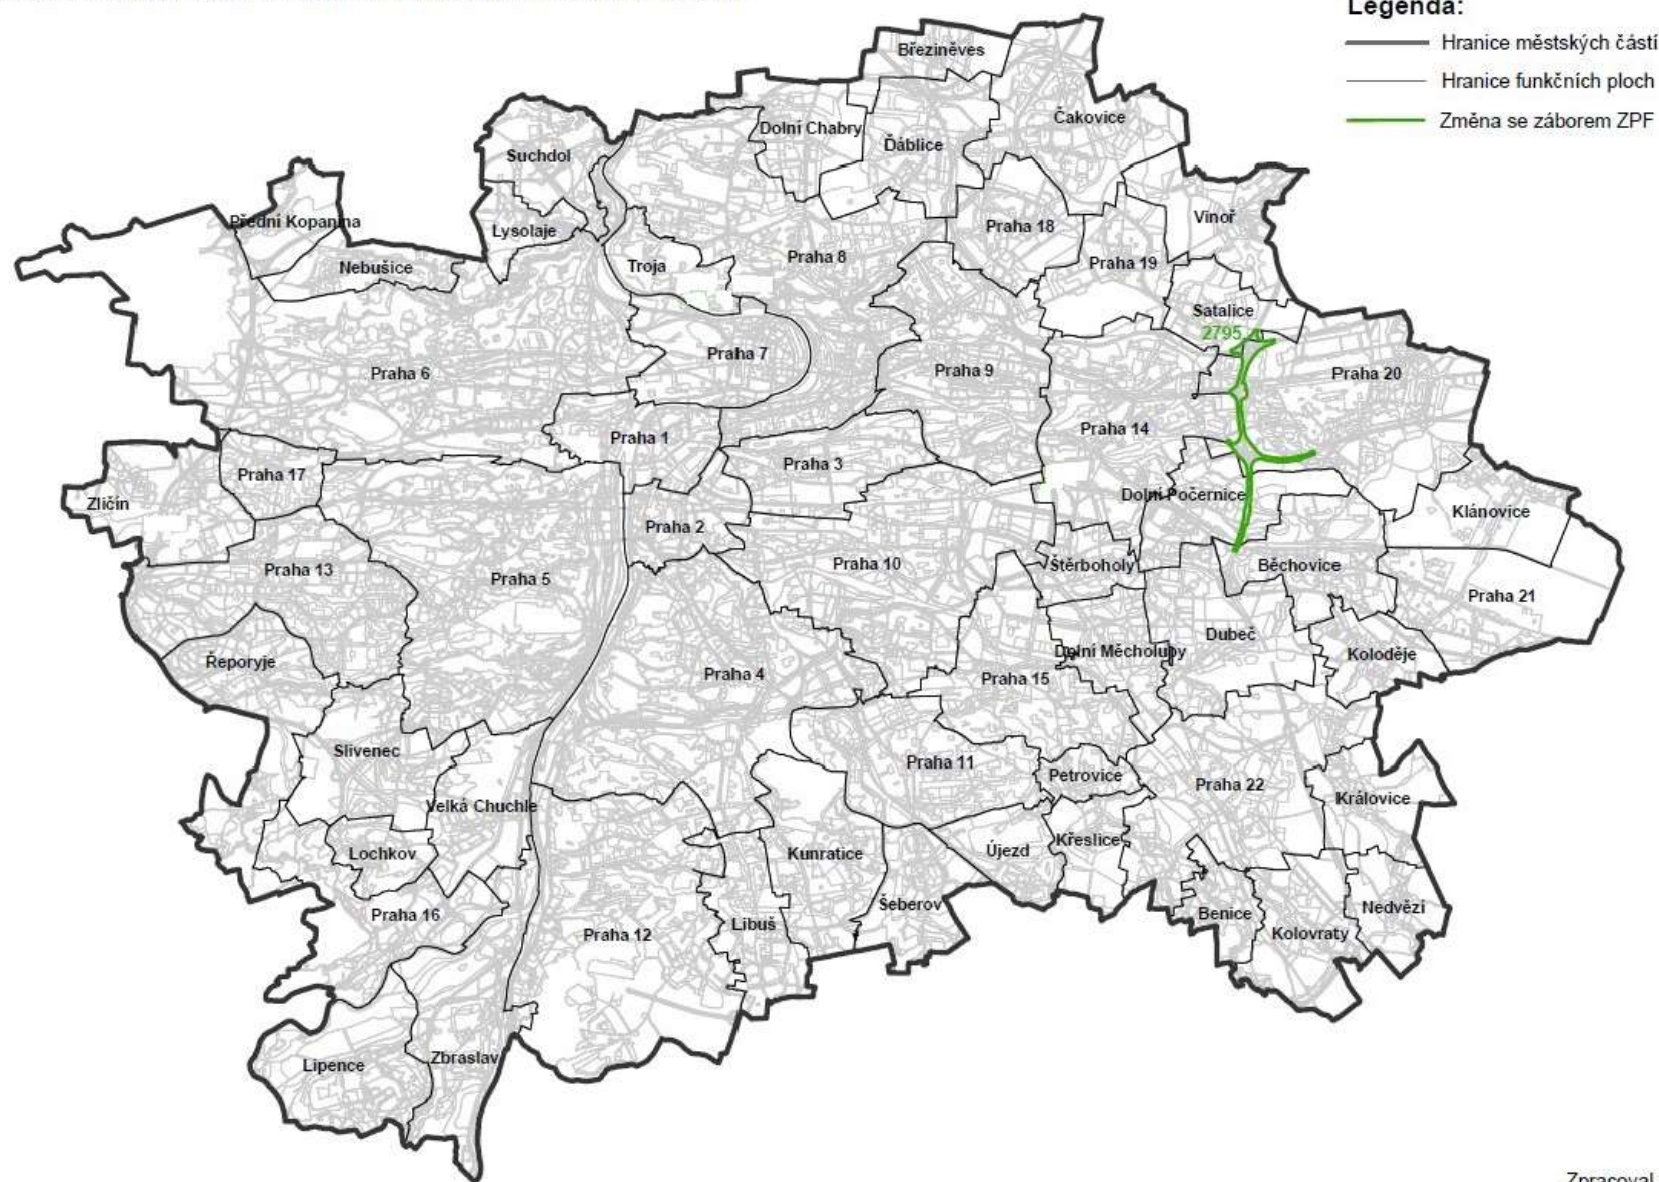 Legenda:
Hranice městských částí
Hranice funkčních ploch
Změna se záborem ZPF
Březiněves
Čakovice
Dolní Chabry
Ďáblice
Suchdol
Přední Kopanina
Lysolaje
Vinoř
Praha 18
Nebušice
Troja
Praha 8
Praha 19
Satalice
2795
Praha 7
Praha 6
Praha 9
Praha 20
Praha 1
Praha 14
Praha 3
Praha 17
Zličín
Dolní Počernice
Klánovice
Praha 2
Praha 13
Praha 5
Praha 10
Štěrboholy
Běchovice
Praha 21
Řeporyje
Praha 4
Dubeč
Dolní Měcholupy
Koloděje
Praha 15
Slivenec
Praha 11
Petrovice
Praha 22
Královice
Velká Chuchle
Lochkov
Kunratice
Újezd
Křeslice
Praha 16
Praha 12
Libuš
Šeberov
Benice
Nedvězí
Kolovraty
Lipence
Zbraslav
Zpracoval